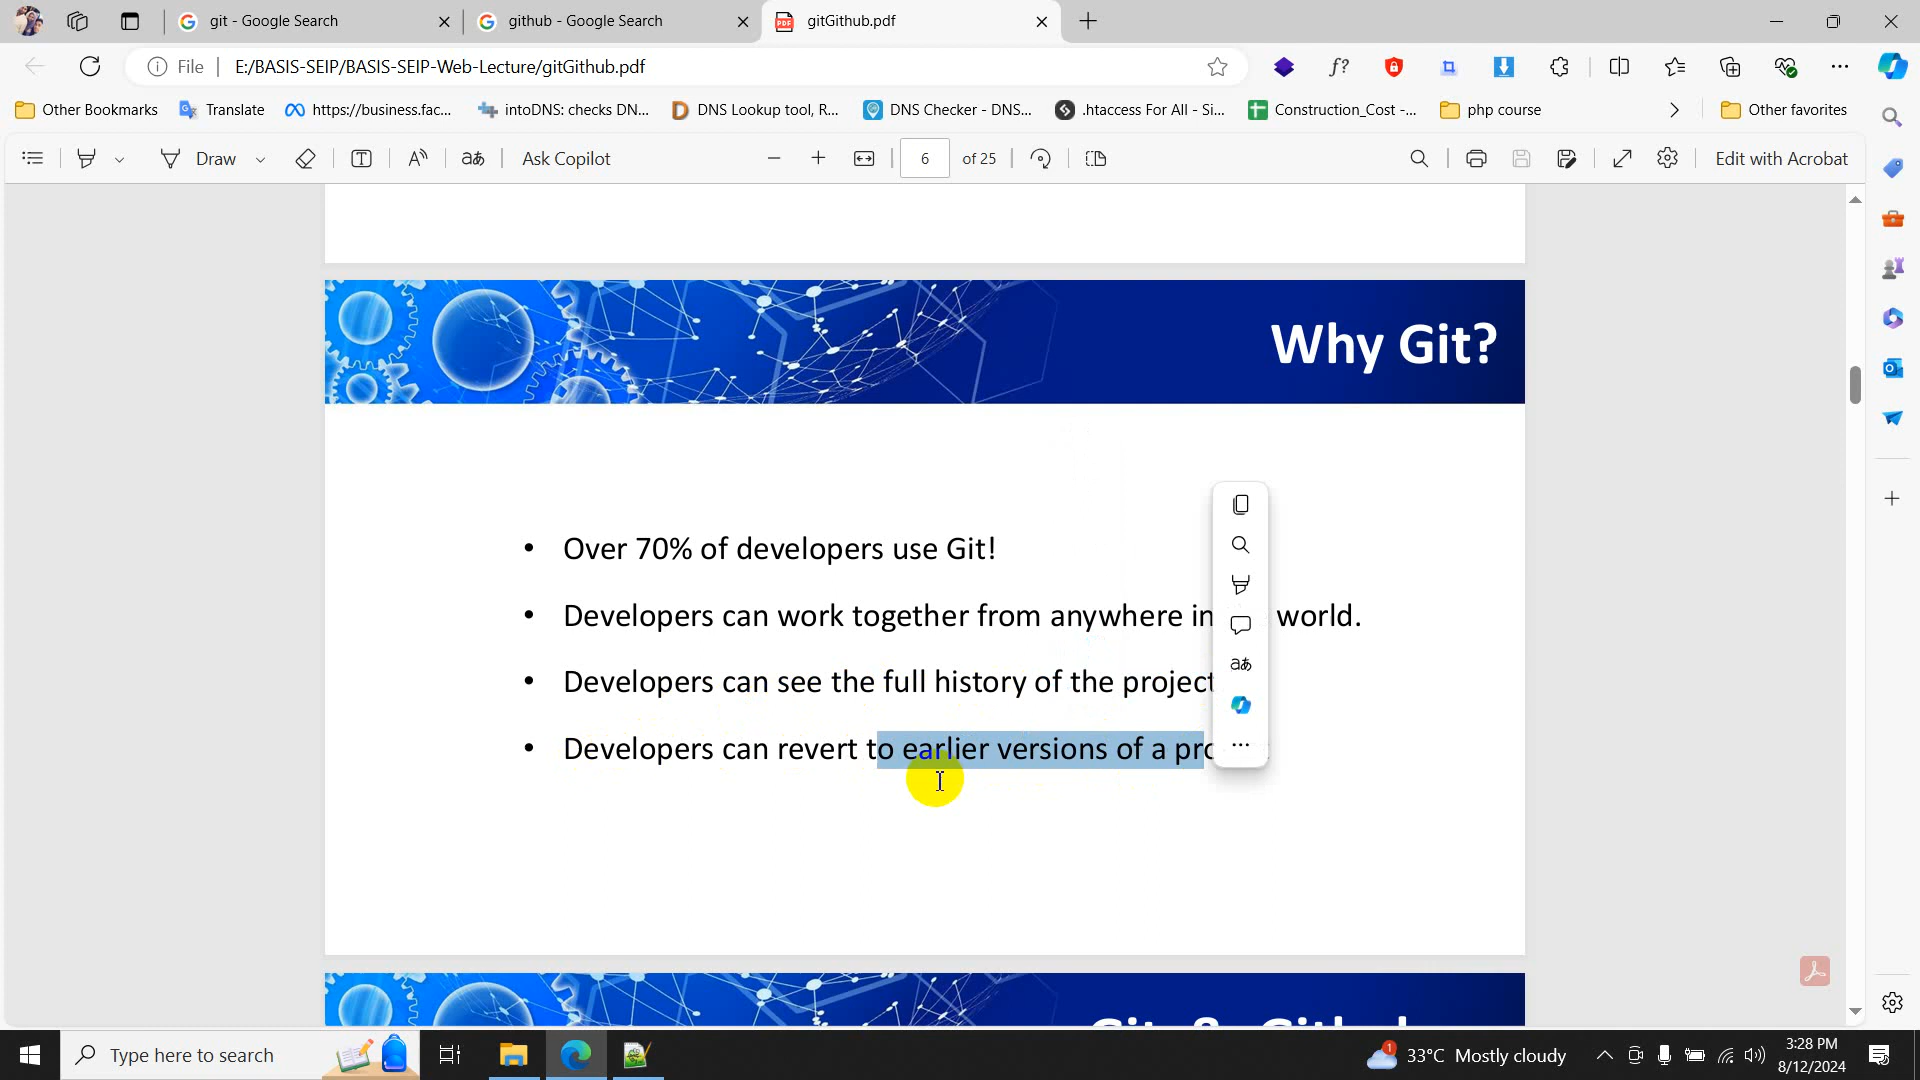 git - Google Search
github - Google Search
gitGithub.pdf
File
E:/BASIS-SEIP/BASIS-SEIP-Web-Lecture/gitGithub.pdf
Other Bookmarks
Translate
https://business.fac...
intoDNS: checks DN...
DNS Lookup tool, R...
DNS Checker - DNS...
.htaccess For All - Si...
Construction_Cost -...
php course
Other favorites
Draw
Ask Copilot
6 of 25
Edit with Acrobat
Why Git?
• Over 70% of developers use Git!
• Developers can work together from anywhere in world.
• Developers can see the full history of the project
• Developers can revert to earlier versions of a pro
Type here to search
33°C Mostly cloudy
3:28 PM
8/12/2024